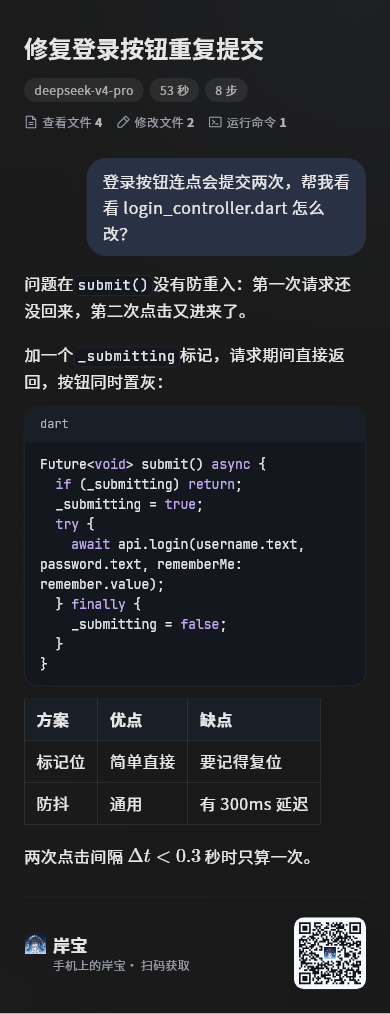 修复登录按钮重复提交
deepseek-v4-pro 53 秒 8 步
查看文件 4 修改文件 2 运行命令 1
登录按钮连点会提交两次，帮我看
看 login_controller.dart 怎么
改？
问题在 submit() 没有防重入：第一次请求还
没回来，第二次点击又进来了。
加一个 _submitting 标记，请求期间直接返
回，按钮同时置灰：
dart
Future<void> submit() async {
  if (_submitting) return;
  _submitting = true;
  try {
    await api.login(username.text,
password.text, rememberMe:
remember.value);
  } finally {
    _submitting = false;
  }
}
方案 优点 缺点
标记位 简单直接 要记得复位
防抖 通用 有 300ms 延迟
两次点击间隔 Δt < 0.3 秒时只算一次。
岸宝
手机上的岸宝 · 扫码获取